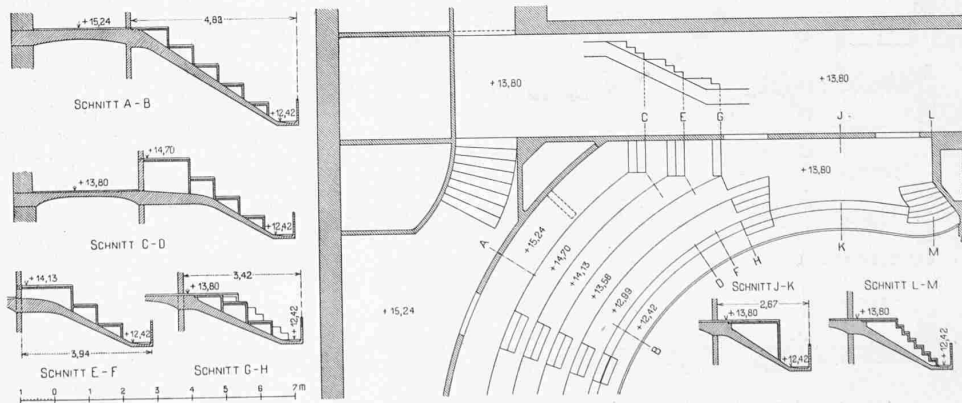 4,83
+15,24
+12,42
SCHNITT A-B
+14,70
+13,80
+12,42
SCHNITT C-D
+14,13
+12,42
3,94
SCHNITT E-F
3,42
+13,80
+12,42
SCHNITT G-H
1 0 1 2 3 4 5 6 7m
+13,80
+13,80
C E G J L
+13,80
A
+15,24
+14,70
+14,13
+13,56
+12,99
+12,42
B
D F H K M
+15,24
SCHNITT J-K
2,67
+13,80
+12,42
SCHNITT L-M
+13,80
+12,42